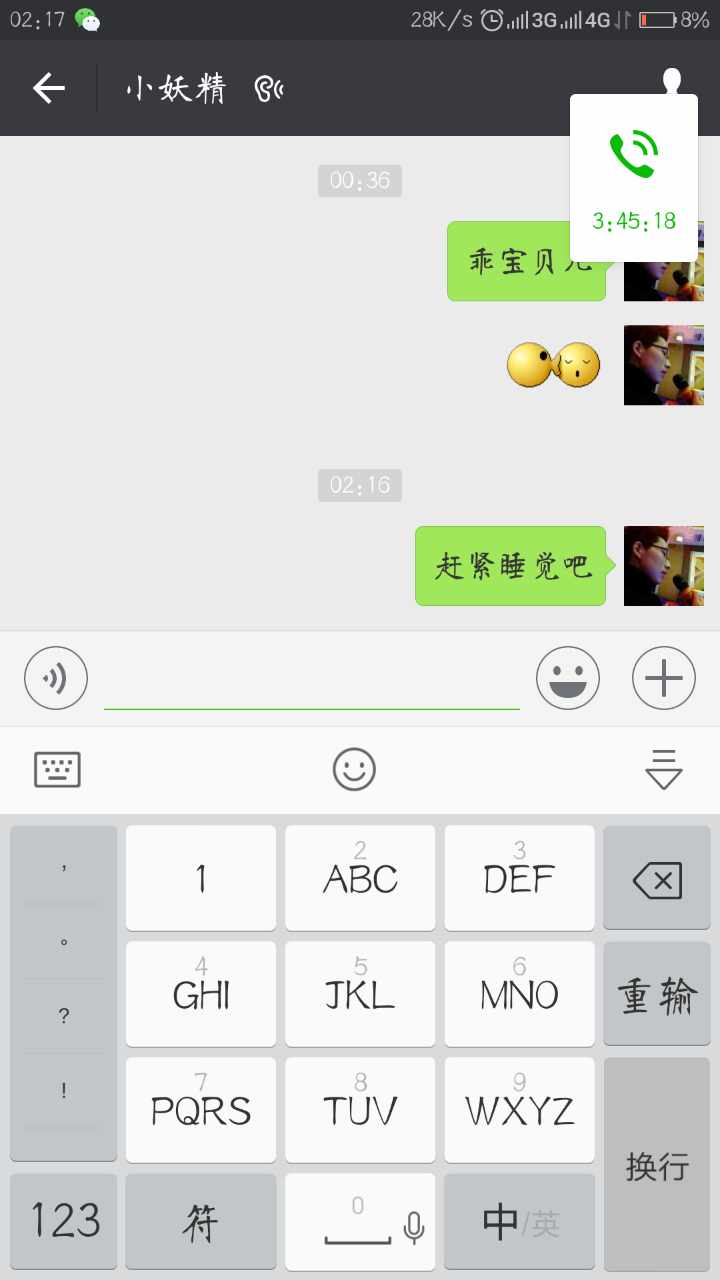 02:17 28K/s 3G 4G 8%
小妖精
00:36
3:45:18
乖宝贝儿
02:16
赶紧睡觉吧
, 1 2 ABC 3 DEF
。 4 GHI 5 JKL 6 MNO 重输
?
! 7 PQRS 8 TUV 9 WXYZ 换行
123 符 0 中/英